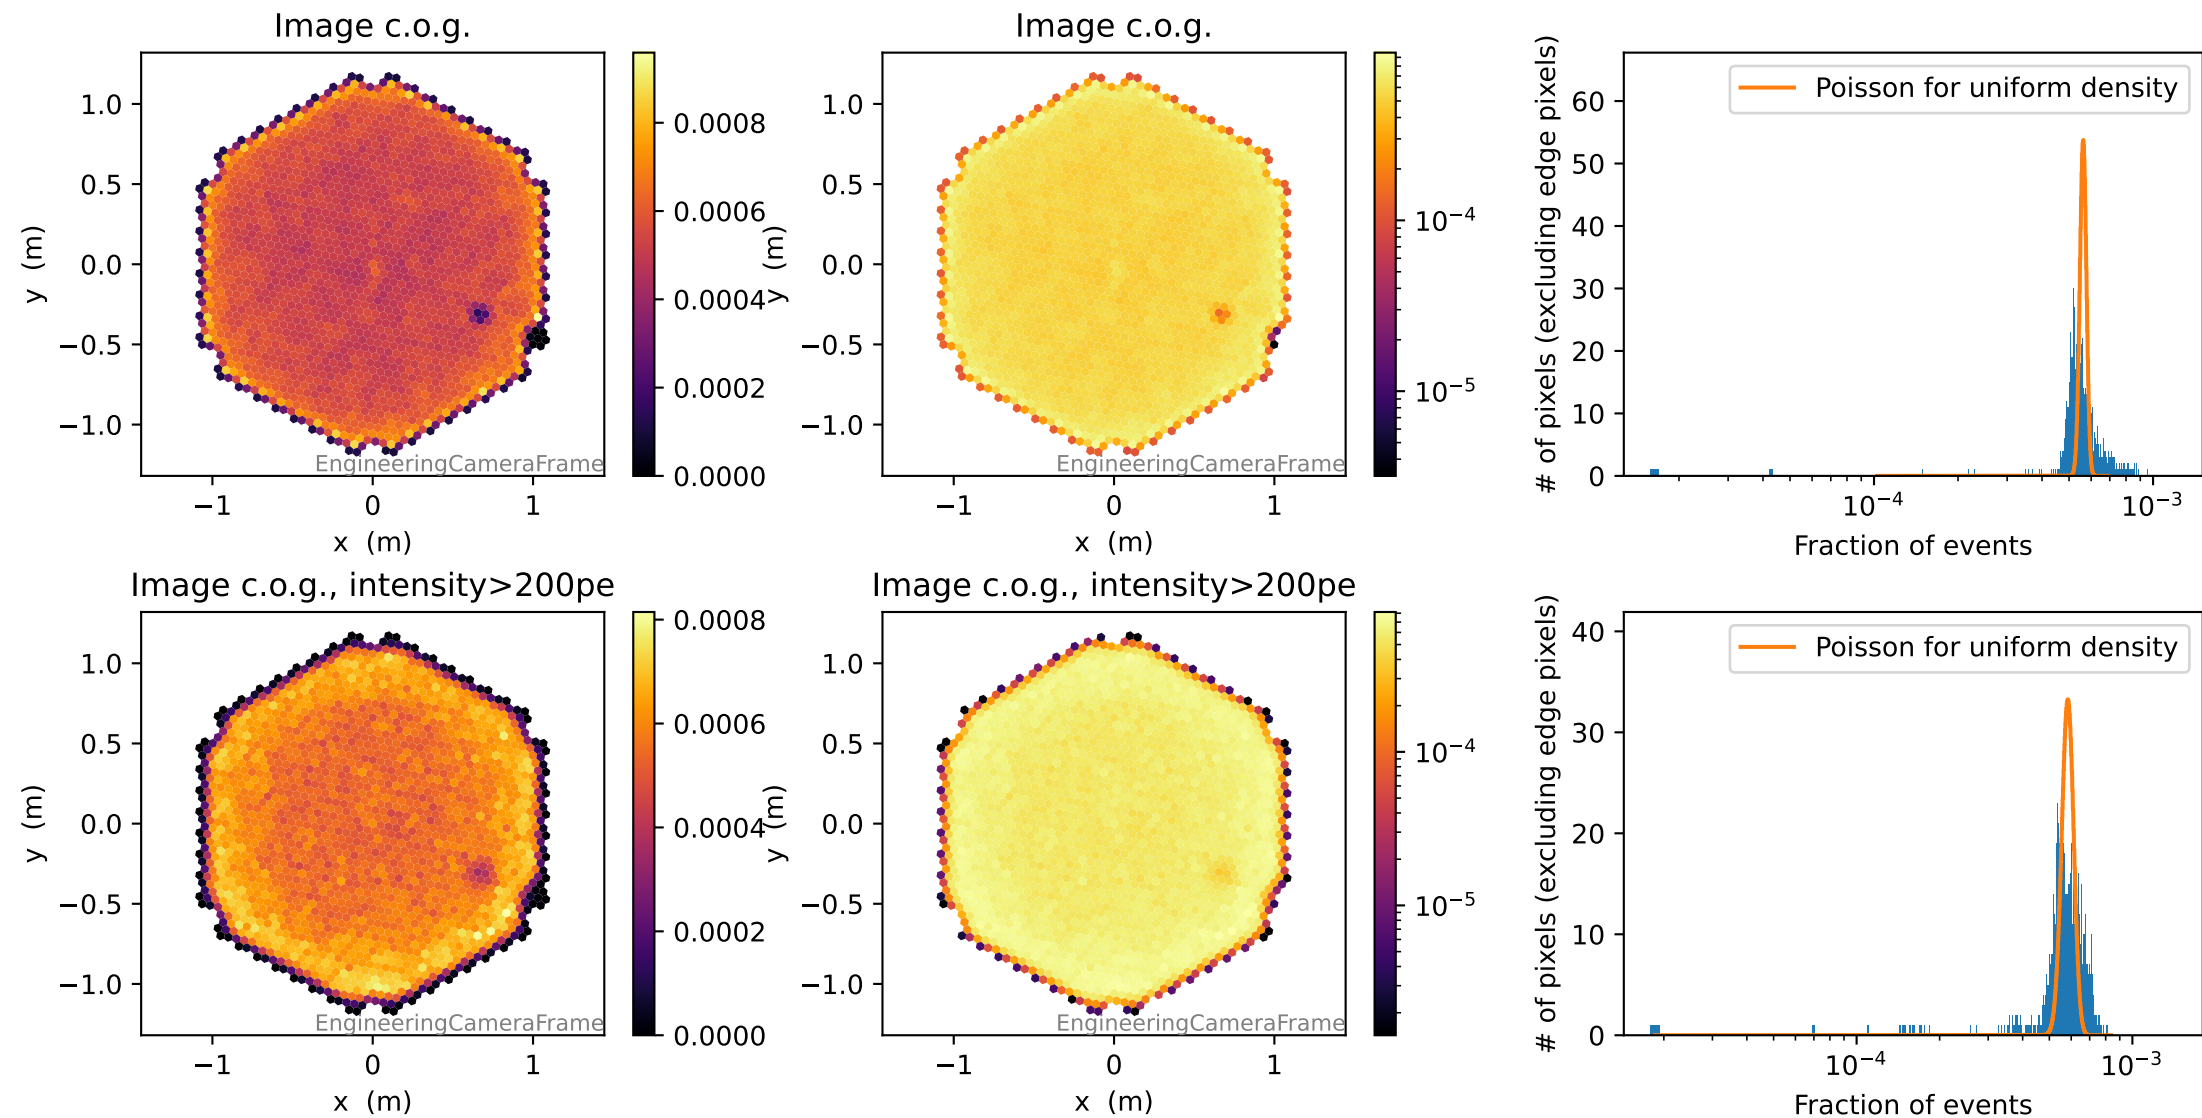 Image c.o.g.
1.0
0.5
0.0
−0.5
−1.0
y (m)
−1
0
1
x (m)
EngineeringCameraFrame
0.0008
0.0006
0.0004
0.0002
0.0000
Image c.o.g.
1.0
0.5
0.0
−0.5
−1.0
y (m)
−1
0
1
x (m)
EngineeringCameraFrame
10⁻⁴
10⁻⁵
Poisson for uniform density
60
50
40
30
20
10
0
# of pixels (excluding edge pixels)
10⁻⁴
10⁻³
Fraction of events
Image c.o.g., intensity>200pe
1.0
0.5
0.0
−0.5
−1.0
y (m)
−1
0
1
x (m)
EngineeringCameraFrame
0.0008
0.0006
0.0004
0.0002
0.0000
Image c.o.g., intensity>200pe
1.0
0.5
0.0
−0.5
−1.0
y (m)
−1
0
1
x (m)
EngineeringCameraFrame
10⁻⁴
10⁻⁵
Poisson for uniform density
40
30
20
10
0
# of pixels (excluding edge pixels)
10⁻⁴
10⁻³
Fraction of events